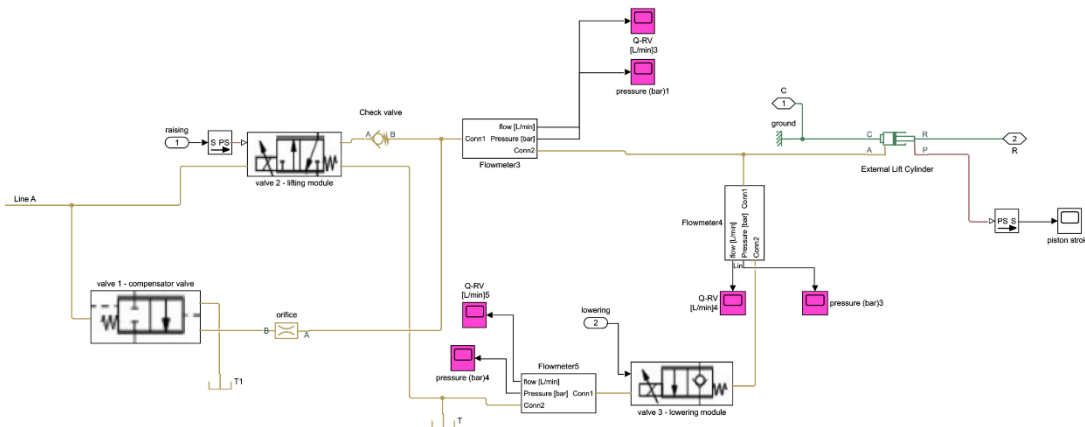 Q-RV
[L/min]3
pressure (bar)1
C
1
ground
Check valve
raising
1
S PS
A
B
Conn1
flow [L/min]
Pressure [bar]
Conn2
Flowmeter3
valve 2 - lifting module
C
R
A
P
2
R
External Lift Cylinder
Line A
Conn1
Flowmeter4
flow [L/min]
Pressure [bar]
Conn2
PS S
piston strok
valve 1 - compensator valve
Lin
Q-RV
[L/min]4
pressure (bar)3
Q-RV
[L/min]5
orifice
B
A
lowering
2
pressure (bar)4
Flowmeter5
flow [L/min]
Pressure [bar]
Conn1
Conn2
T1
valve 3 - lowering module
T